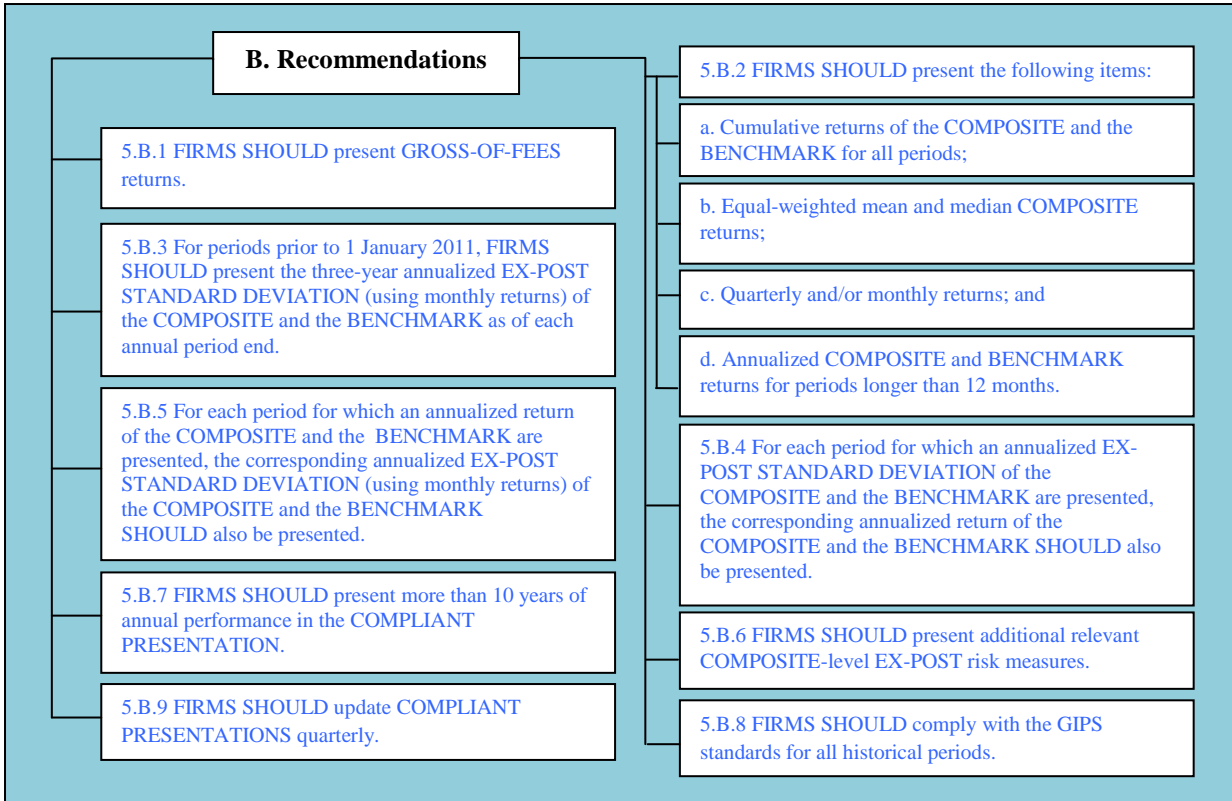 B. Recommendations
5.B.1 FIRMS SHOULD present GROSS-OF-FEES
returns.
5.B.2 FIRMS SHOULD present the following items:
a. Cumulative returns of the COMPOSITE and the
BENCHMARK for all periods;
b. Equal-weighted mean and median COMPOSITE
returns;
c. Quarterly and/or monthly returns; and
d. Annualized COMPOSITE and BENCHMARK
returns for periods longer than 12 months.
5.B.3 For periods prior to 1 January 2011, FIRMS
SHOULD present the three-year annualized EX-POST
STANDARD DEVIATION (using monthly returns) of
the COMPOSITE and the BENCHMARK as of each
annual period end.
5.B.4 For each period for which an annualized EX-
POST STANDARD DEVIATION of the
COMPOSITE and the BENCHMARK are presented,
the corresponding annualized return of the
COMPOSITE and the BENCHMARK SHOULD also
be presented.
5.B.5 For each period for which an annualized return
of the COMPOSITE and the BENCHMARK are
presented, the corresponding annualized EX-POST
STANDARD DEVIATION (using monthly returns) of
the COMPOSITE and the BENCHMARK
SHOULD also be presented.
5.B.6 FIRMS SHOULD present additional relevant
COMPOSITE-level EX-POST risk measures.
5.B.7 FIRMS SHOULD present more than 10 years of
annual performance in the COMPLIANT
PRESENTATION.
5.B.8 FIRMS SHOULD comply with the GIPS
standards for all historical periods.
5.B.9 FIRMS SHOULD update COMPLIANT
PRESENTATIONS quarterly.